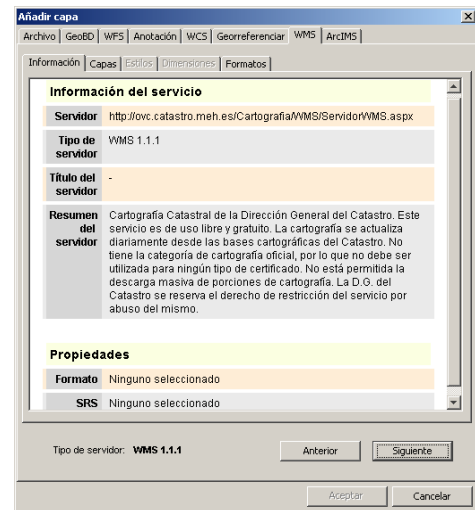 Añadir capa
Archivo GeoBD WFS Anotación WCS Georreferenciar WMS ArcIMS
Información Capas Estilos Dimensiones Formatos
Información del servicio
Servidor http://ovc.catastro.meh.es/Cartografia/WMS/ServidorWMS.aspx
Tipo de servidor WMS 1.1.1
Título del servidor -
Resumen del servidor Cartografía Catastral de la Dirección General del Catastro. Este
servicio es de uso libre y gratuito. La cartografía se actualiza
diariamente desde las bases cartográficas del Catastro. No
tiene la categoría de cartografía oficial, por lo que no debe ser
utilizada para ningún tipo de certificado. No está permitida la
descarga masiva de porciones de cartografía. La D.G. del
Catastro se reserva el derecho de restricción del servicio por
abuso del mismo.
Propiedades
Formato Ninguno seleccionado
SRS Ninguno seleccionado
Tipo de servidor: WMS 1.1.1 Anterior Siguiente
Aceptar Cancelar